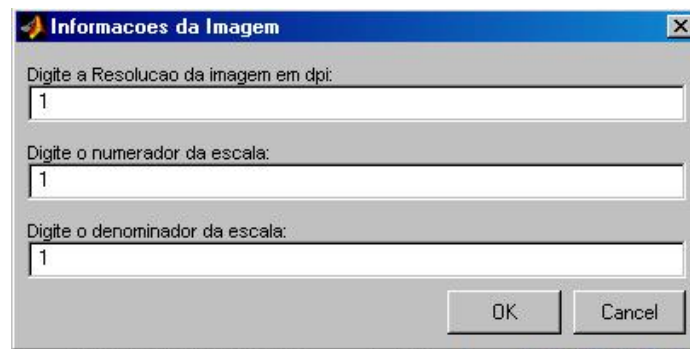 Informacoes da Imagem
Digite a Resolucao da imagem em dpi:
1
Digite o numerador da escala:
1
Digite o denominador da escala:
1
OK Cancel